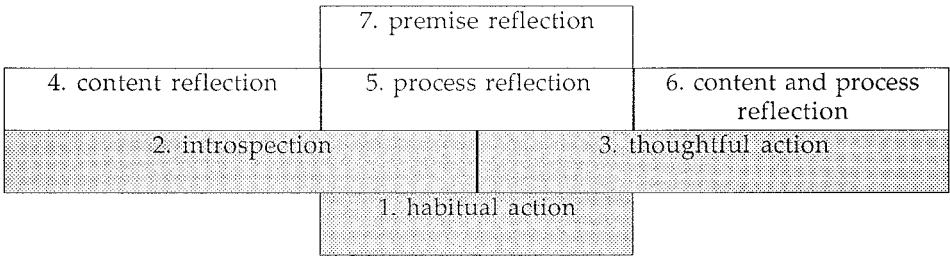 7. premise reflection
4. content reflection
5. process reflection
6. content and process
reflection
2. introspection
3. thoughtful action
1. habitual action